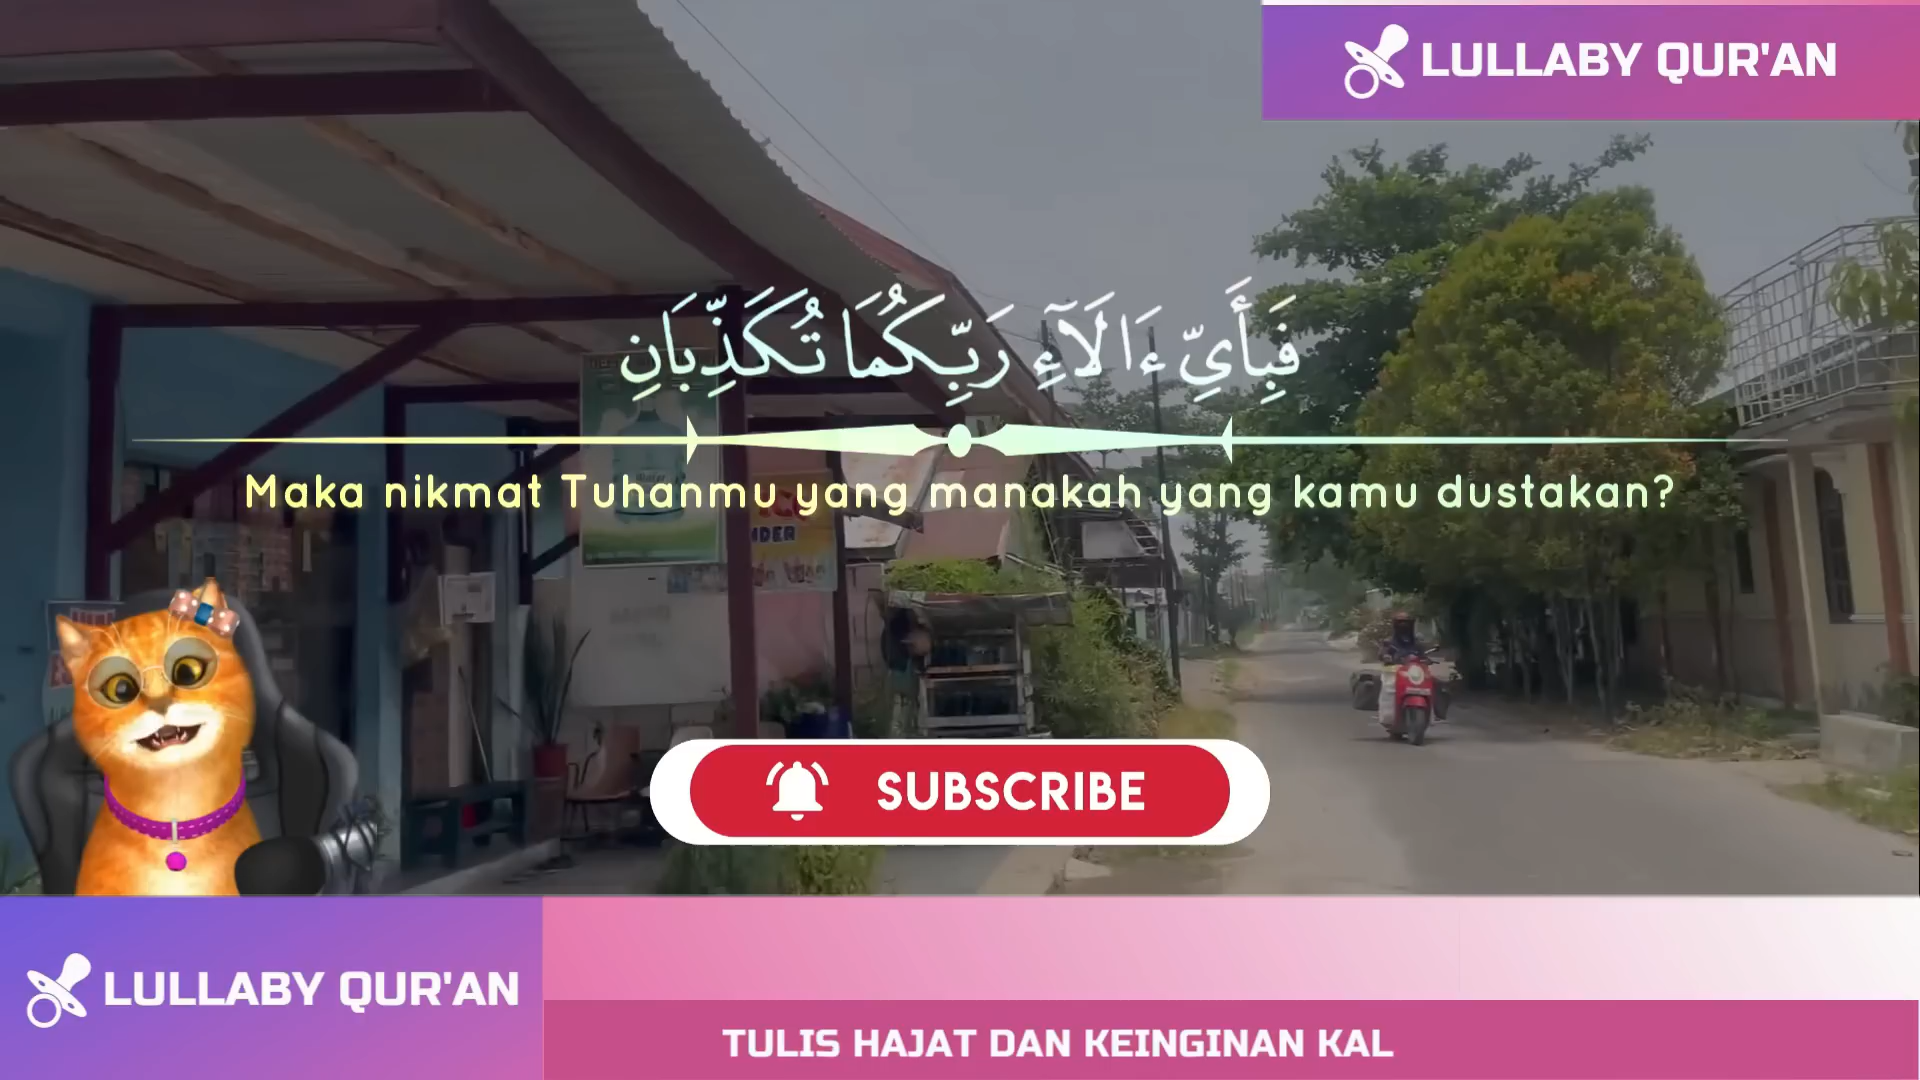 LULLABY QUR'AN
فَبِأَيِّ ءَالَآءِ رَبِّكُمَا تُكَذِّبَانِ
Maka nikmat Tuhanmu yang manakah yang kamu dustakan?
NDER
SUBSCRIBE
LULLABY QUR'AN
TULIS HAJAT DAN KEINGINAN KAL